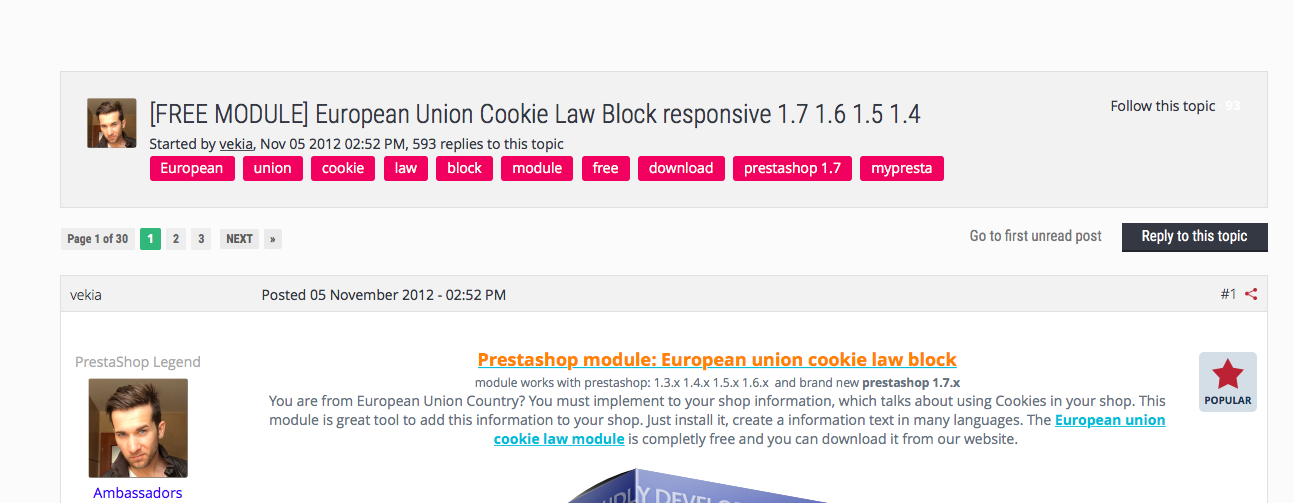 [FREE MODULE] European Union Cookie Law Block responsive 1.7 1.6 1.5 1.4
Follow this topic 93
Started by vekia, Nov 05 2012 02:52 PM, 593 replies to this topic
European union cookie law block module free download prestashop 1.7 mypresta
Page 1 of 30 1 2 3 NEXT »
Go to first unread post Reply to this topic
vekia Posted 05 November 2012 - 02:52 PM #1
PrestaShop Legend
Prestashop module: European union cookie law block
module works with prestashop: 1.3.x 1.4.x 1.5.x 1.6.x and brand new prestashop 1.7.x
You are from European Union Country? You must implement to your shop information, which talks about using Cookies in your shop. This
module is great tool to add this information to your shop. Just install it, create a information text in many languages. The European union
cookie law module is completly free and you can download it from our website.
POPULAR
Ambassadors